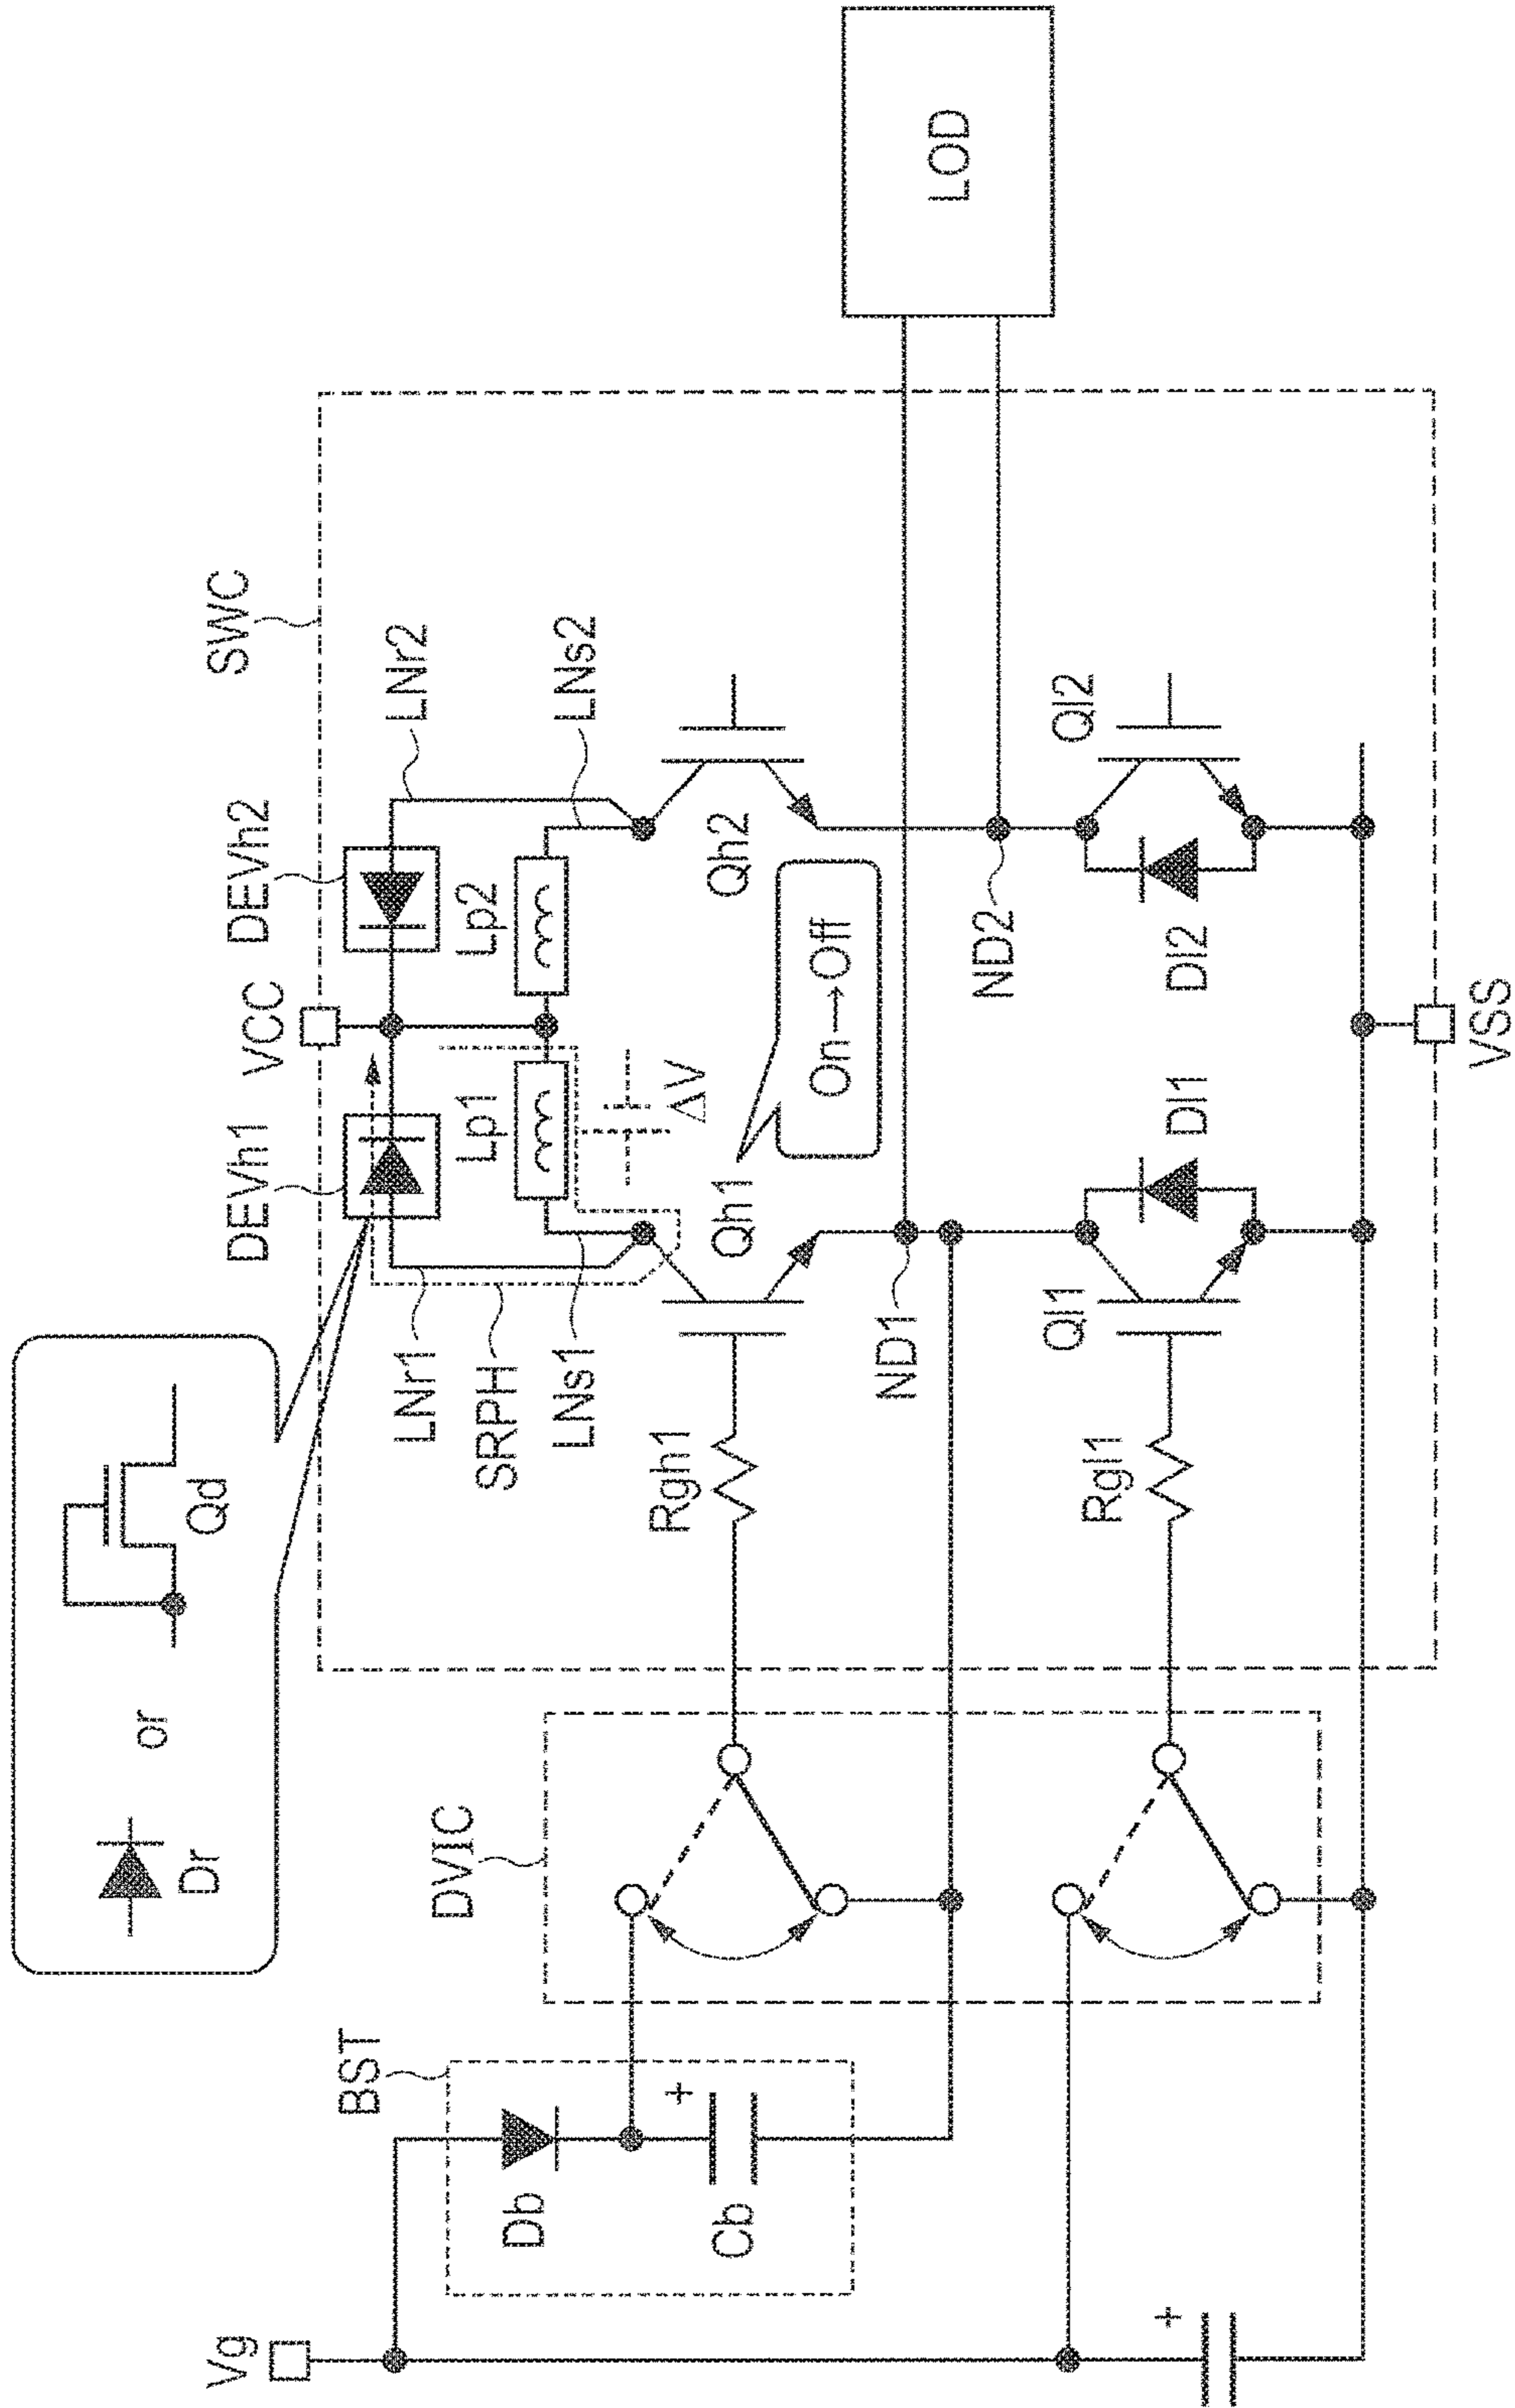 Vg
BST
Db
+
Cb
+
DVIC
Dr
or
Qd
SWC
VCC
DEVh1
DEVh2
LNr1
LNr2
SRPH
LNs1
LNs2
Lp1
Lp2
ΔV
Rgh1
Qh1
Qh2
On→Off
ND1
ND2
LOD
Rgl1
Ql1
Dl1
Dl2
Ql2
VSS